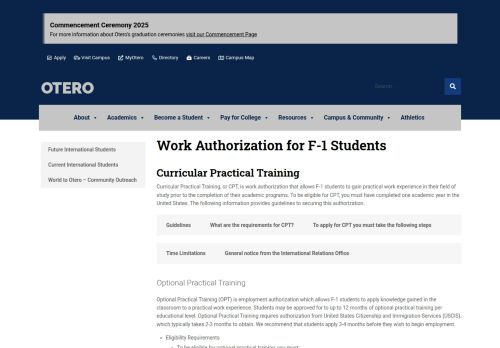 Commencement Ceremony 2025
For more information about Otero's graduation ceremonies visit our Commencement Page
Apply Visit Campus MyOtero Directory Careers Campus Map
OTERO
Search
About Academics Become a Student Pay for College Resources Campus & Community Athletics
Future International Students
Current International Students
World to Otero – Community Outreach
Work Authorization for F-1 Students
Curricular Practical Training
Curricular Practical Training, or CPT, is work authorization that allows F-1 students to gain practical work experience in their field of
study prior to the completion of their academic programs. To be eligible for CPT, you must have completed one academic year in the
United States. The following information provides guidelines to securing this authorization.
Guidelines What are the requirements for CPT? To apply for CPT you must take the following steps
Time Limitations General notice from the International Relations Office
Optional Practical Training
Optional Practical Training (OPT) is employment authorization which allows F-1 students to apply knowledge gained in the
classroom to a practical work experience. Students may be approved for to up to 12 months of optional practical training per
educational level. Optional Practical Training requires authorization from United States Citizenship and Immigration Services (USCIS),
which typically takes 2-3 months to obtain. We recommend that students apply 3-4 months before they wish to begin employment.
• Eligibility Requirements
◦ To be eligible for optional practical training you must: